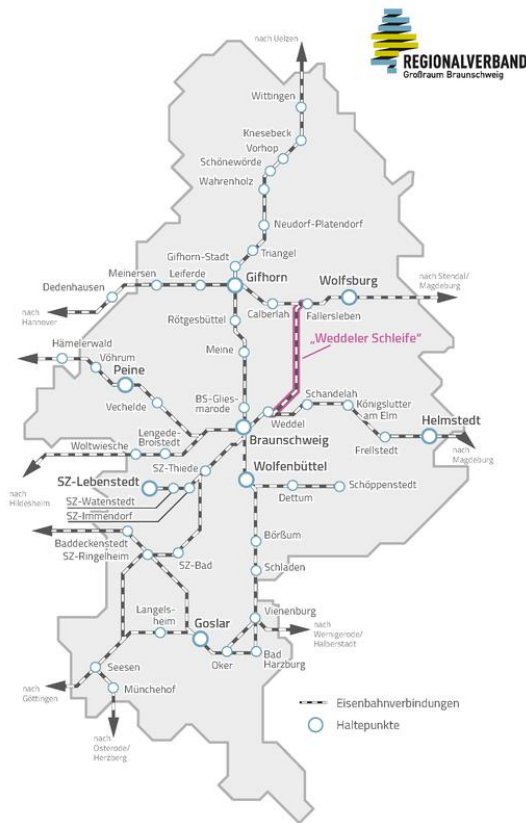 REGIONALVERBAND
Großraum Braunschweig
nach Uelzen
Wittingen
Knesebeck
Vorhop
Schönewörde
Wahrenholz
Neudorf-Platendorf
Triangel
Gifhorn-Stadt
Meinersen
Leiferde
Gifhorn
Wolfsburg
nach Stendal/
Magdeburg
Dedenhausen
Calberlah
Fallersleben
nach
Hannover
Rötgesbüttel
„Weddeler Schleife“
Hämelerwald
Vöhrum
Meine
Peine
Schandelah
Vechelde
BS-Glies-
marode
Königslutter
am Elm
Weddel
Helmstedt
Lengede-
Broistedt
Braunschweig
Woltwiesche
Frellstedt
nach
Magdeburg
SZ-Thiede
Wolfenbüttel
nach
Hildesheim
SZ-Lebenstedt
Schöppenstedt
SZ-Watenstedt
Dettum
SZ-Immendorf
Baddeckenstedt
Börßum
SZ-Ringelheim
SZ-Bad
Schladen
Langels-
heim
Vienenburg
Goslar
nach
Wernigerode/
Halberstadt
Oker
Bad
Harzburg
Seesen
nach
Göttingen
Münchehof
Eisenbahnverbindungen
Haltepunkte
nach
Osterode/
Herzberg